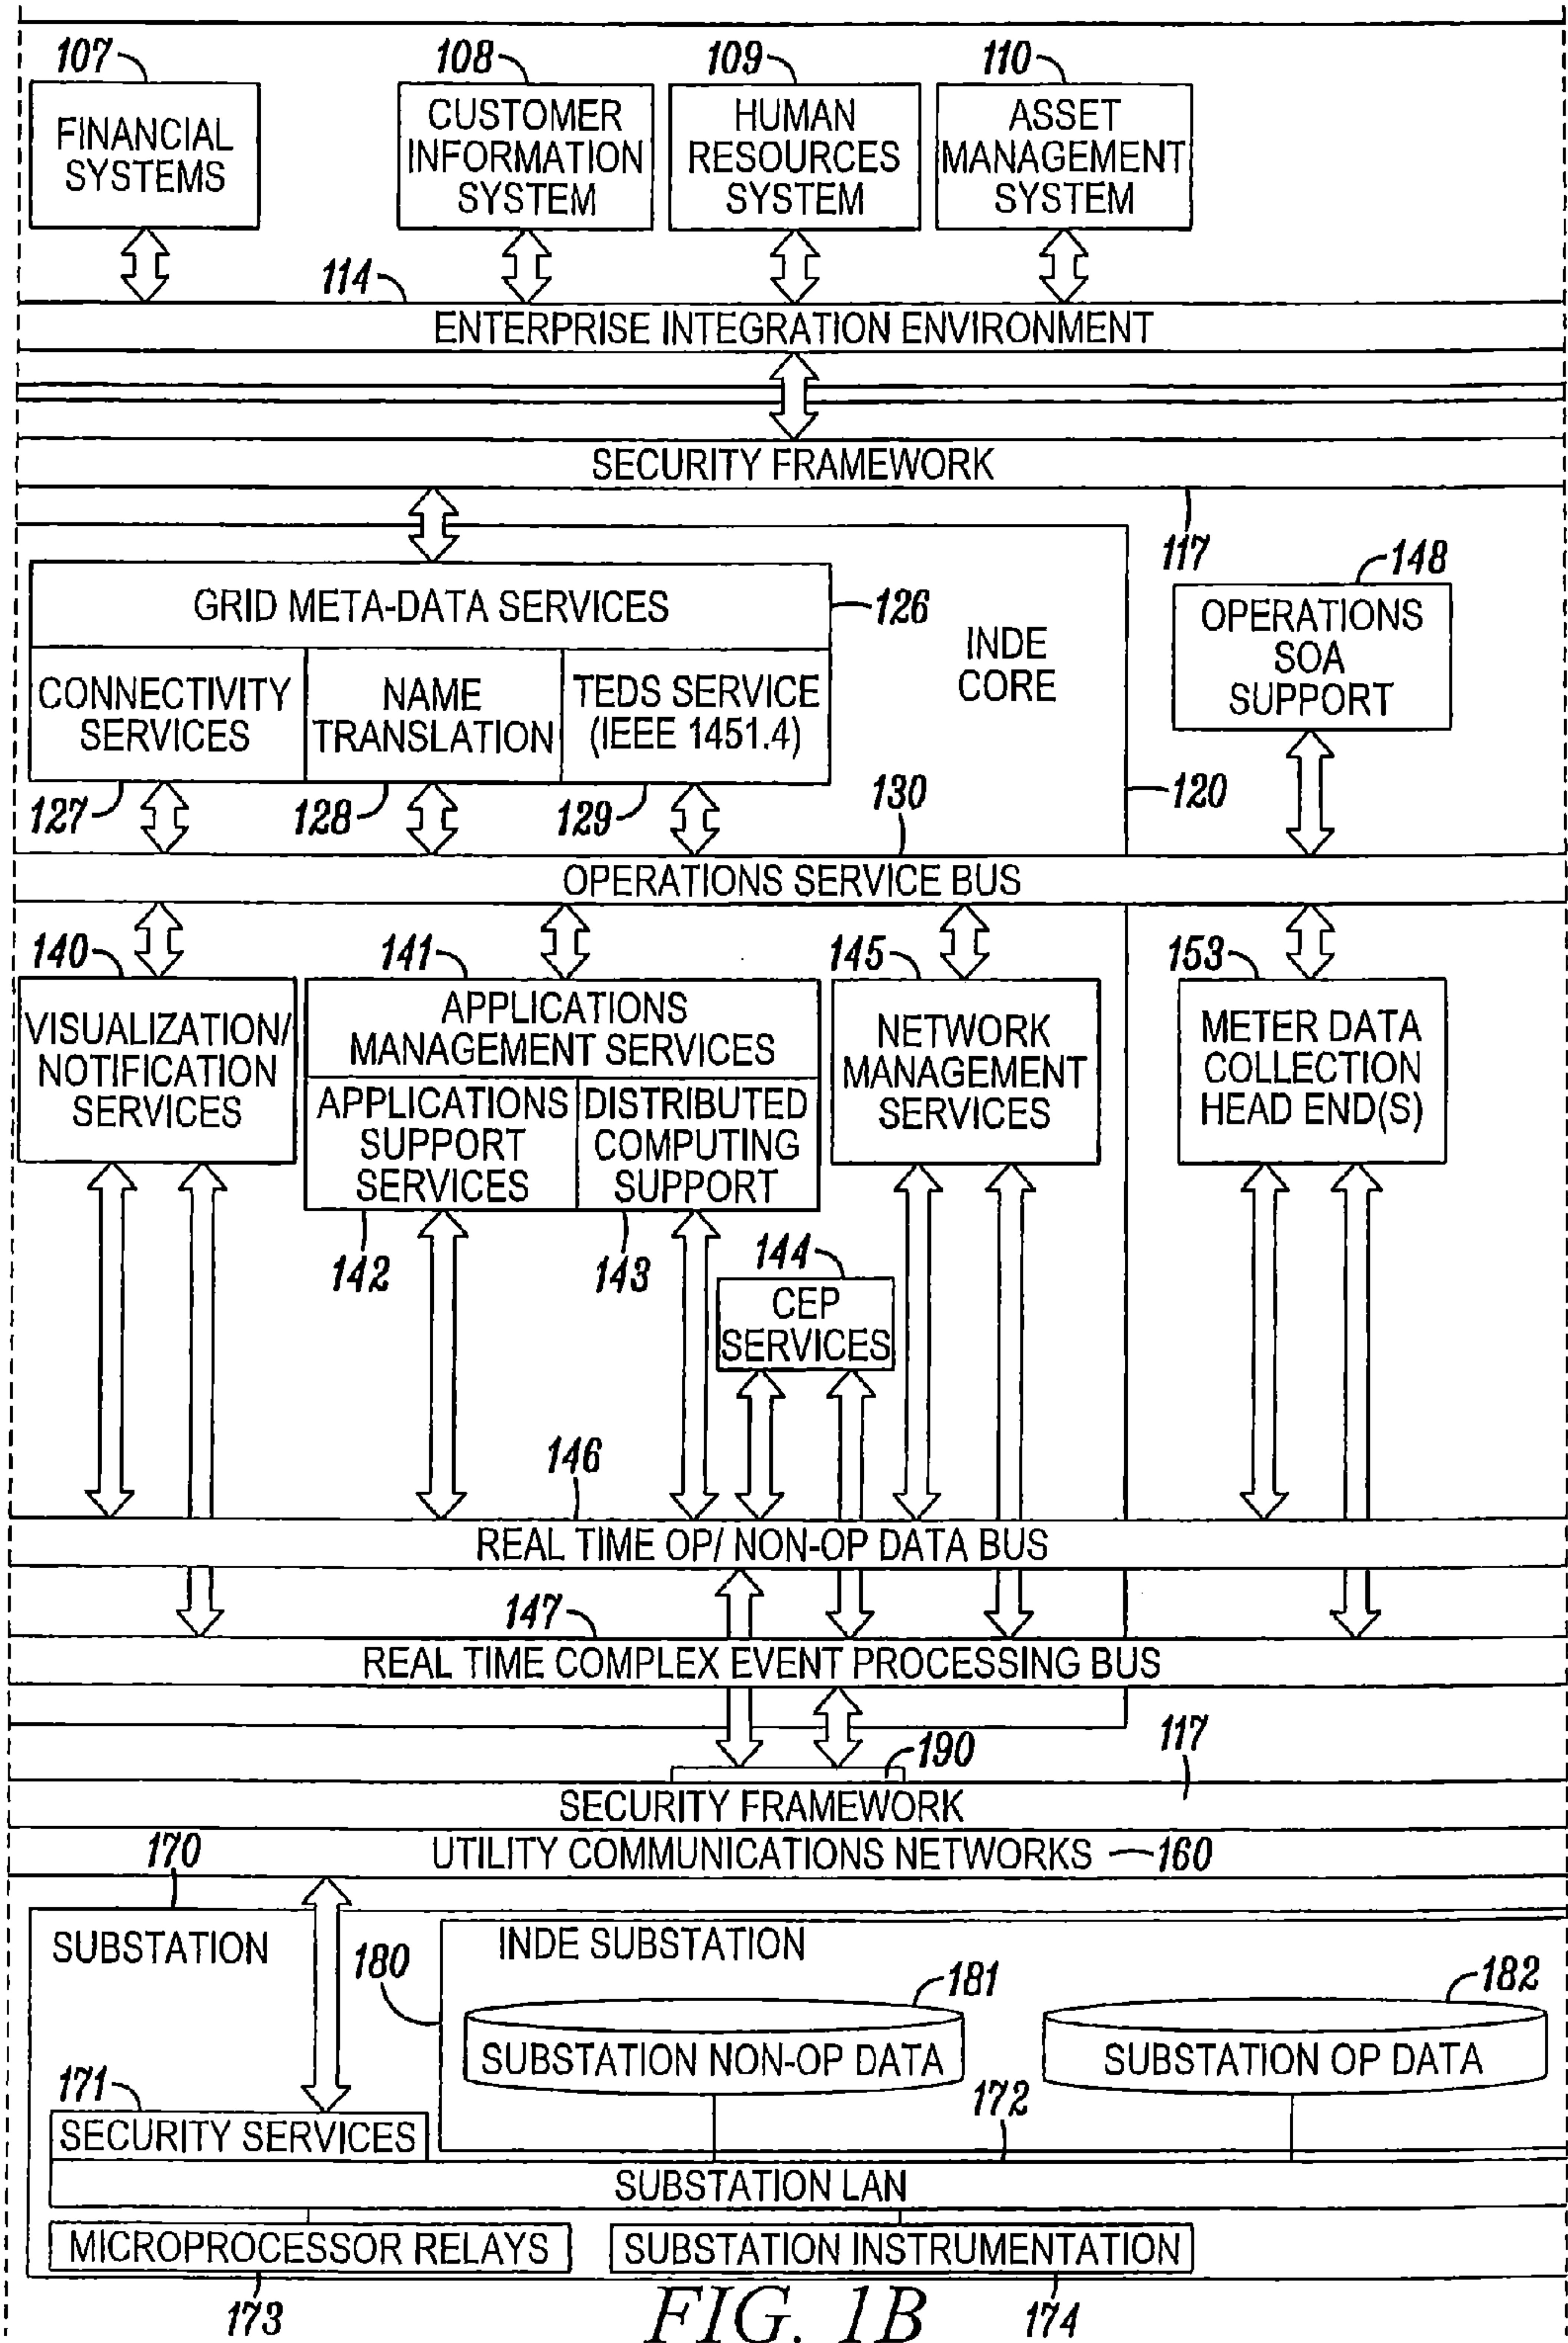 107
108
109
110
FINANCIAL
SYSTEMS
CUSTOMER
INFORMATION
SYSTEM
HUMAN
RESOURCES
SYSTEM
ASSET
MANAGEMENT
SYSTEM
114
ENTERPRISE INTEGRATION ENVIRONMENT
SECURITY FRAMEWORK
117
GRID META-DATA SERVICES
126
CONNECTIVITY
SERVICES
NAME
TRANSLATION
TEDS SERVICE
(IEEE 1451.4)
INDE
CORE
148
OPERATIONS
SOA
SUPPORT
127
128
129
130
120
OPERATIONS SERVICE BUS
140
141
145
153
VISUALIZATION/
NOTIFICATION
SERVICES
APPLICATIONS
MANAGEMENT SERVICES
APPLICATIONS
SUPPORT
SERVICES
DISTRIBUTED
COMPUTING
SUPPORT
NETWORK
MANAGEMENT
SERVICES
METER DATA
COLLECTION
HEAD END(S)
142
143
144
CEP
SERVICES
146
REAL TIME OP/ NON-OP DATA BUS
147
REAL TIME COMPLEX EVENT PROCESSING BUS
190
117
SECURITY FRAMEWORK
UTILITY COMMUNICATIONS NETWORKS
160
170
SUBSTATION
180
INDE SUBSTATION
181
182
SUBSTATION NON-OP DATA
SUBSTATION OP DATA
171
172
SECURITY SERVICES
SUBSTATION LAN
MICROPROCESSOR RELAYS
SUBSTATION INSTRUMENTATION
173
174
FIG. 1B